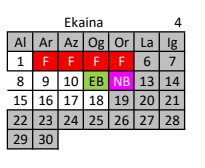 Ekaina 4
Al Ar Az Og Or La Ig
1 F F F F 6 7
8 9 10 EB NB 13 14
15 16 17 18 19 20 21
22 23 24 25 26 27 28
29 30